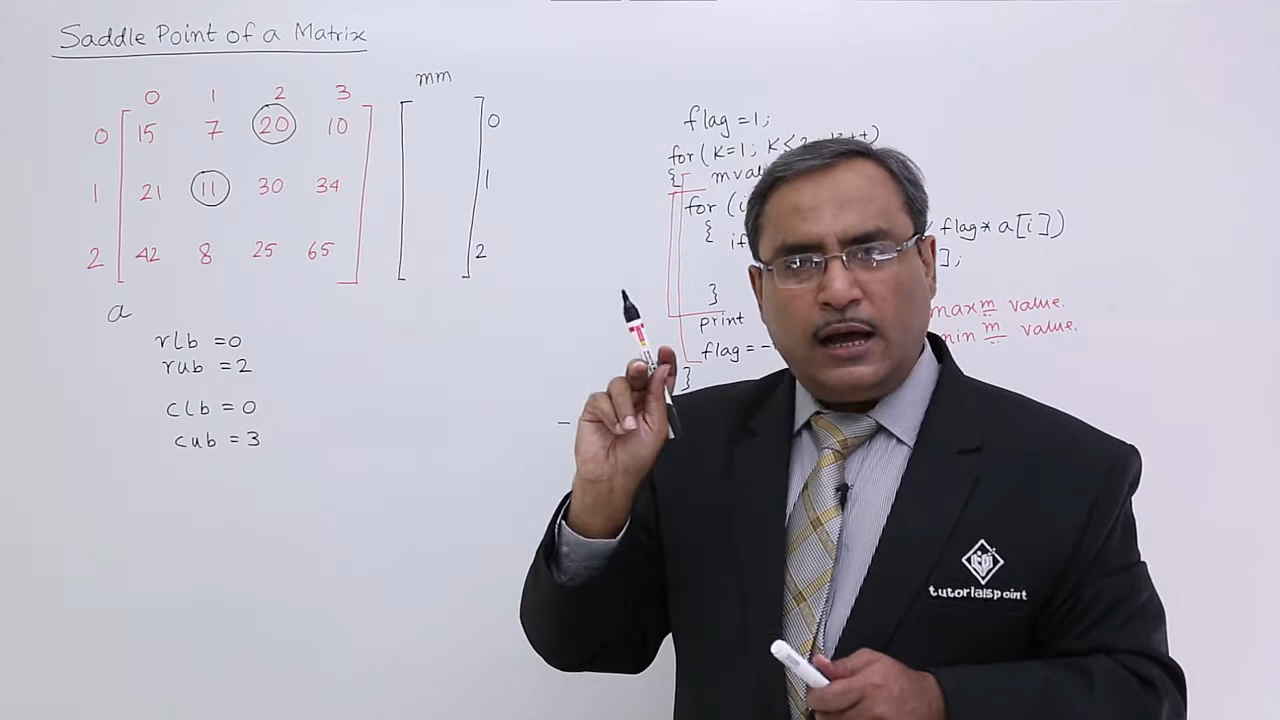 Saddle Point of a Matrix
mm
0 1 2 3
0 15 7 20 10 0
1 21 11 30 34 1
2 42 8 25 65 2
a
rlb = 0
rub = 2
clb = 0
cub = 3
flag = 1;
for ( K=1; K≤2
{
for (i
{ flag * a[i])
if ];
}
print max m value.
flag = - min m value.
}
tutorialspoint